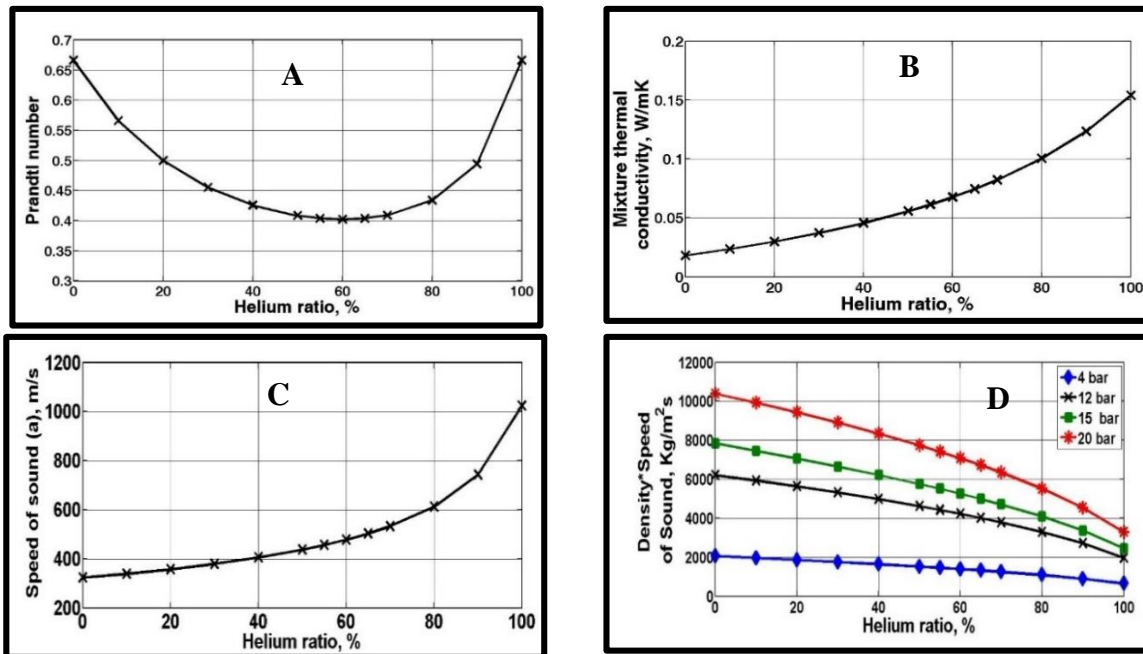 A
Prandtl number
0.7
0.65
0.6
0.55
0.5
0.45
0.4
0.35
0.3
0 20 40 60 80 100
Helium ratio, %
B
Mixture thermal
conductivity, W/mK
0.2
0.15
0.1
0.05
0
0 20 40 60 80 100
Helium ratio, %
C
Speed of sound (a), m/s
1200
1000
800
600
400
200
0 20 40 60 80 100
Helium ratio, %
D
Density*Speed
of Sound, Kg/m²s
12000
10000
8000
6000
4000
2000
0
0 20 40 60 80 100
Helium ratio, %
4 bar
12 bar
15 bar
20 bar